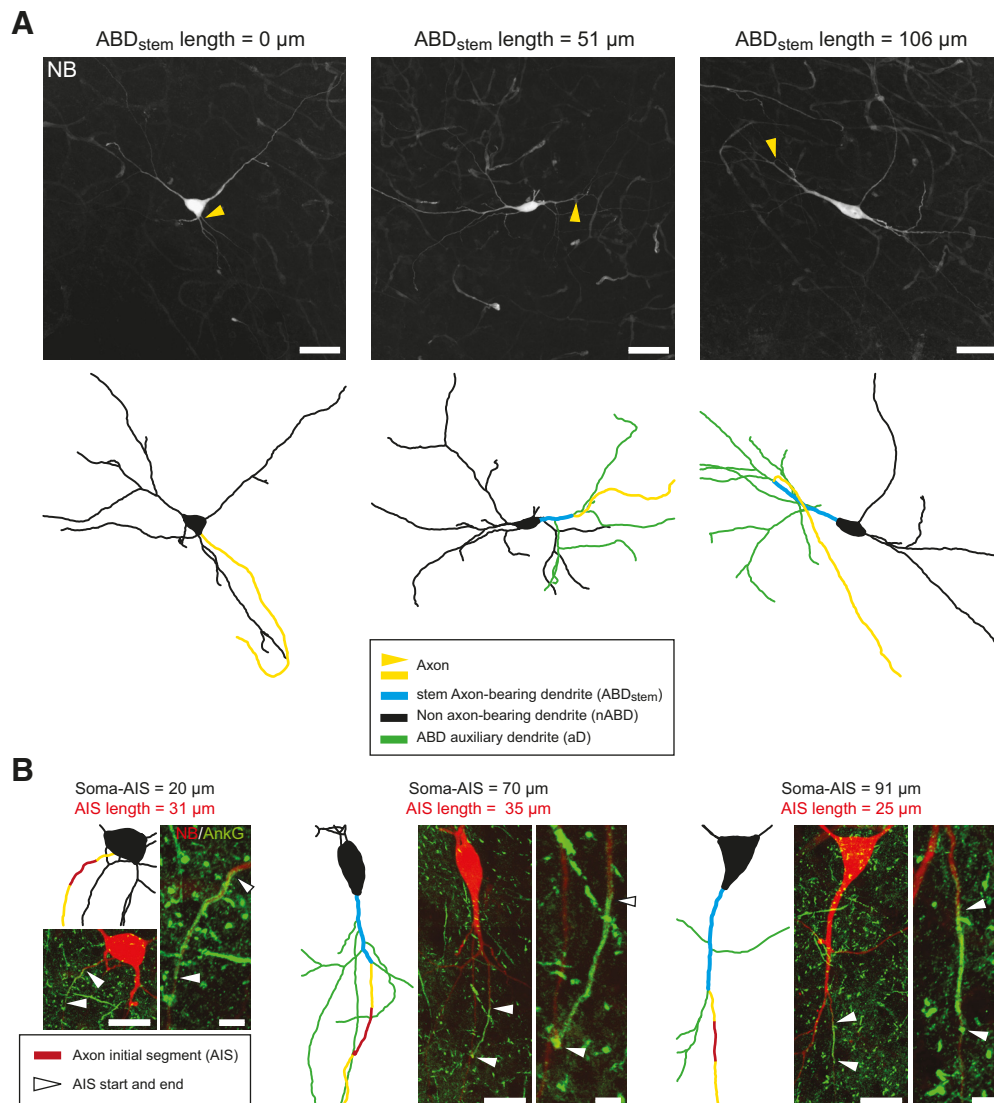 A
ABDstem length = 0 µm
ABDstem length = 51 µm
ABDstem length = 106 µm
NB
Axon
stem Axon-bearing dendrite (ABDstem)
Non axon-bearing dendrite (nABD)
ABD auxiliary dendrite (aD)
B
Soma-AIS = 20 µm
AIS length = 31 µm
Soma-AIS = 70 µm
AIS length = 35 µm
Soma-AIS = 91 µm
AIS length = 25 µm
NB/AnkG
Axon initial segment (AIS)
AIS start and end